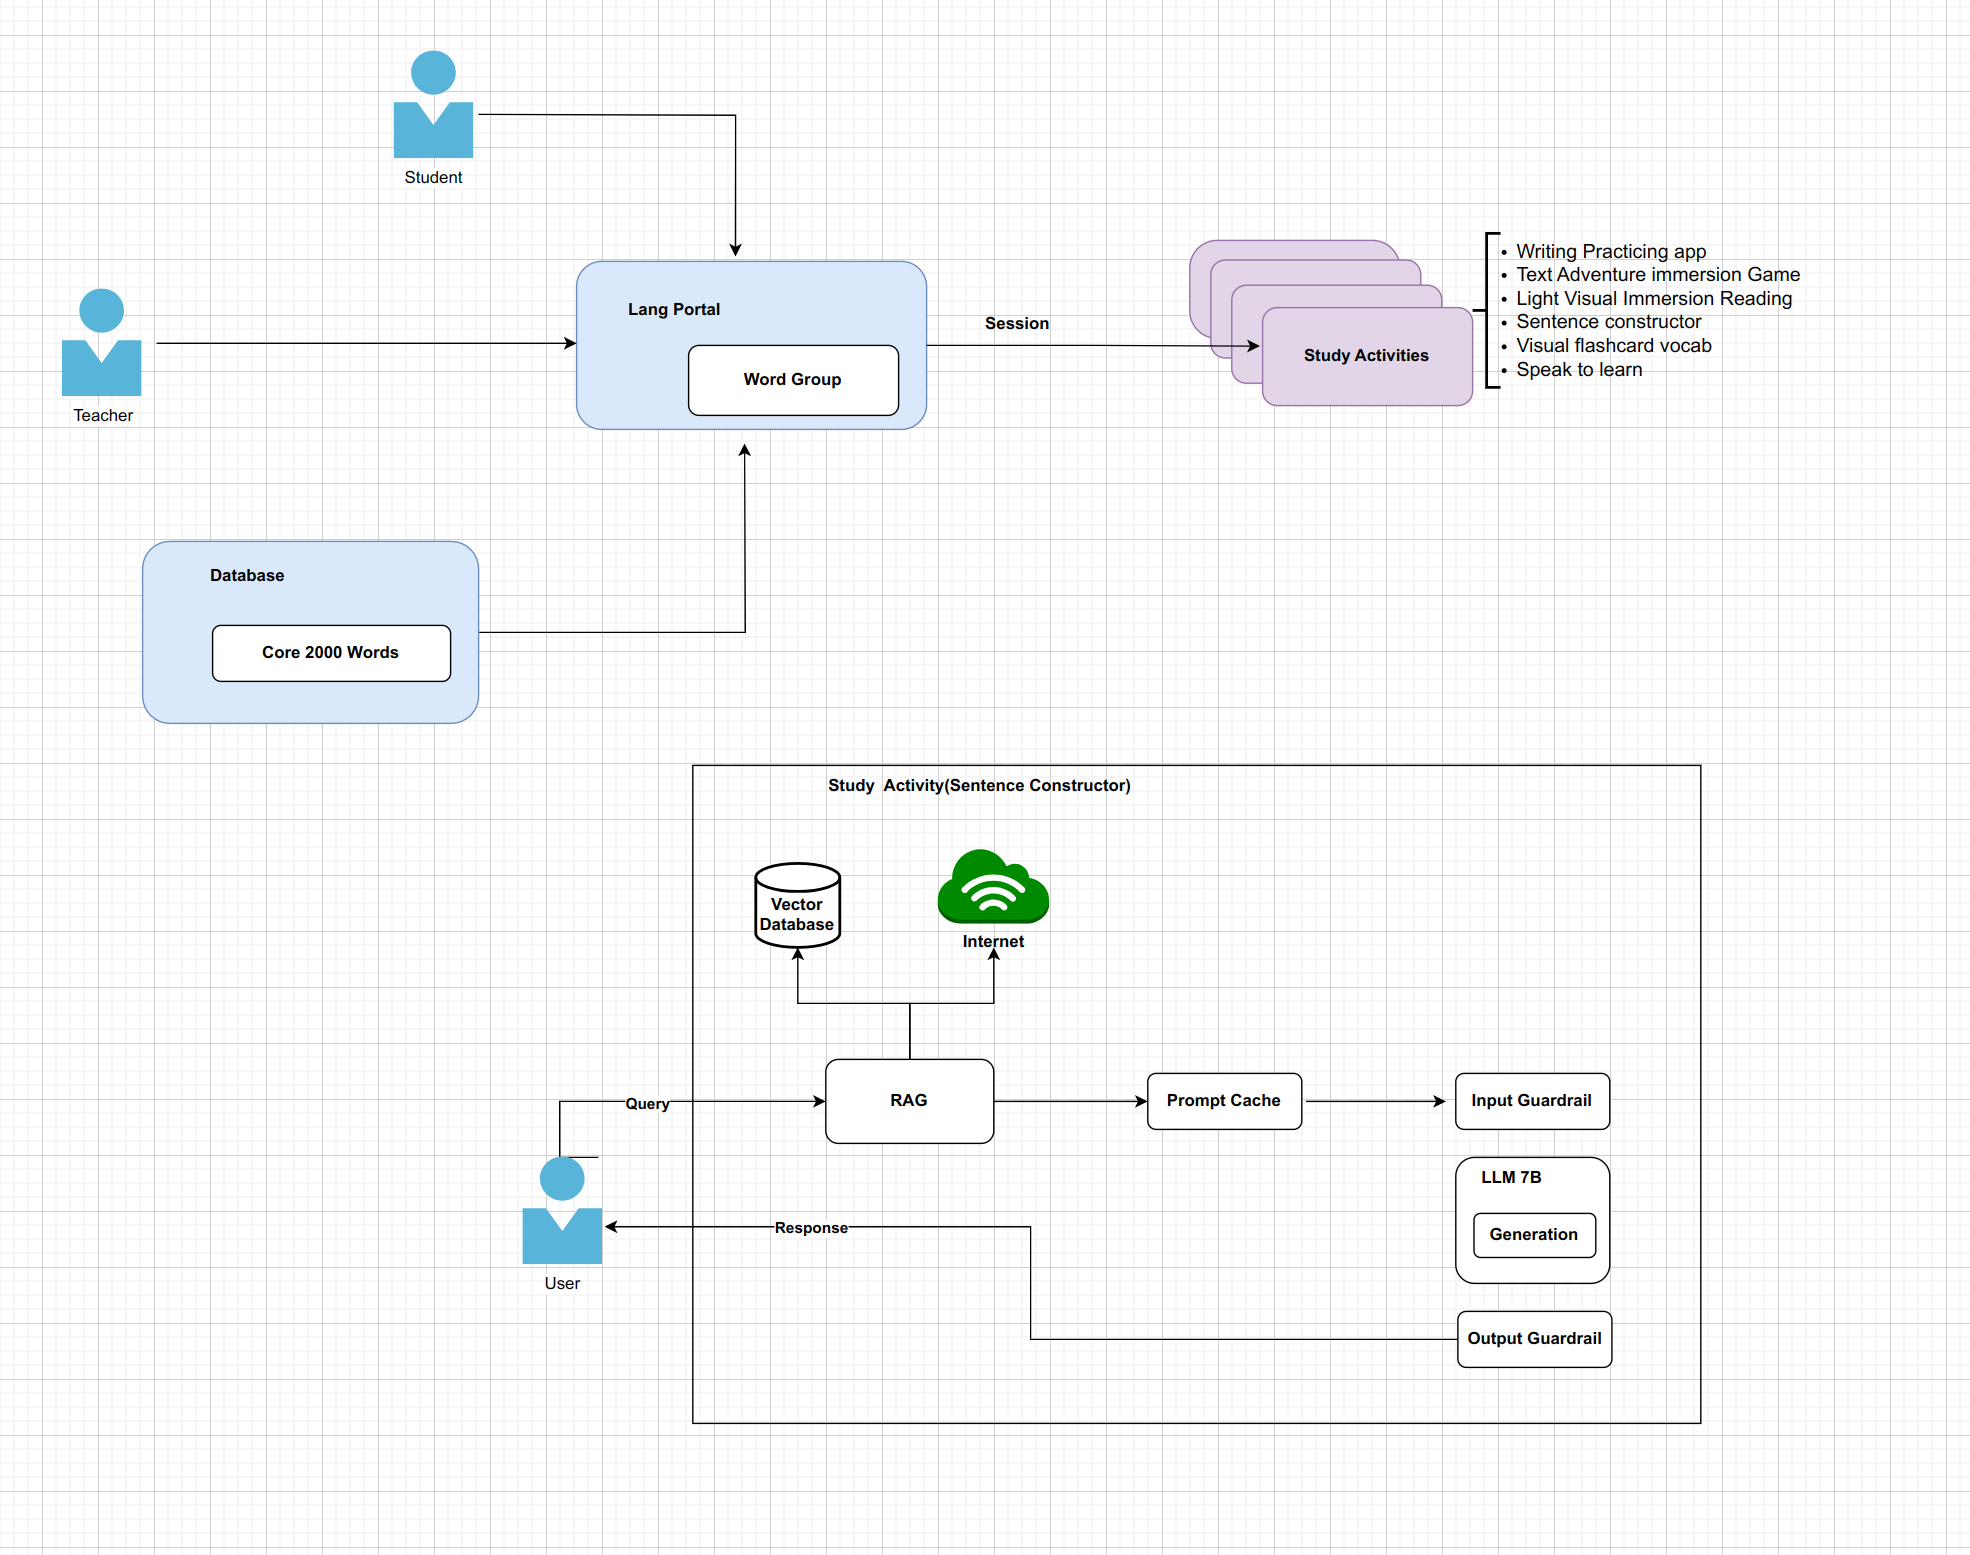 Student
Teacher
Lang Portal
Word Group
Session
Study Activities
Writing Practicing app
Text Adventure immersion Game
Light Visual Immersion Reading
Sentence constructor
Visual flashcard vocab
Speak to learn
Database
Core 2000 Words
Study  Activity(Sentence Constructor)
Vector
Database
Internet
Query
RAG
Prompt Cache
Input Guardrail
LLM 7B
Generation
Response
User
Output Guardrail